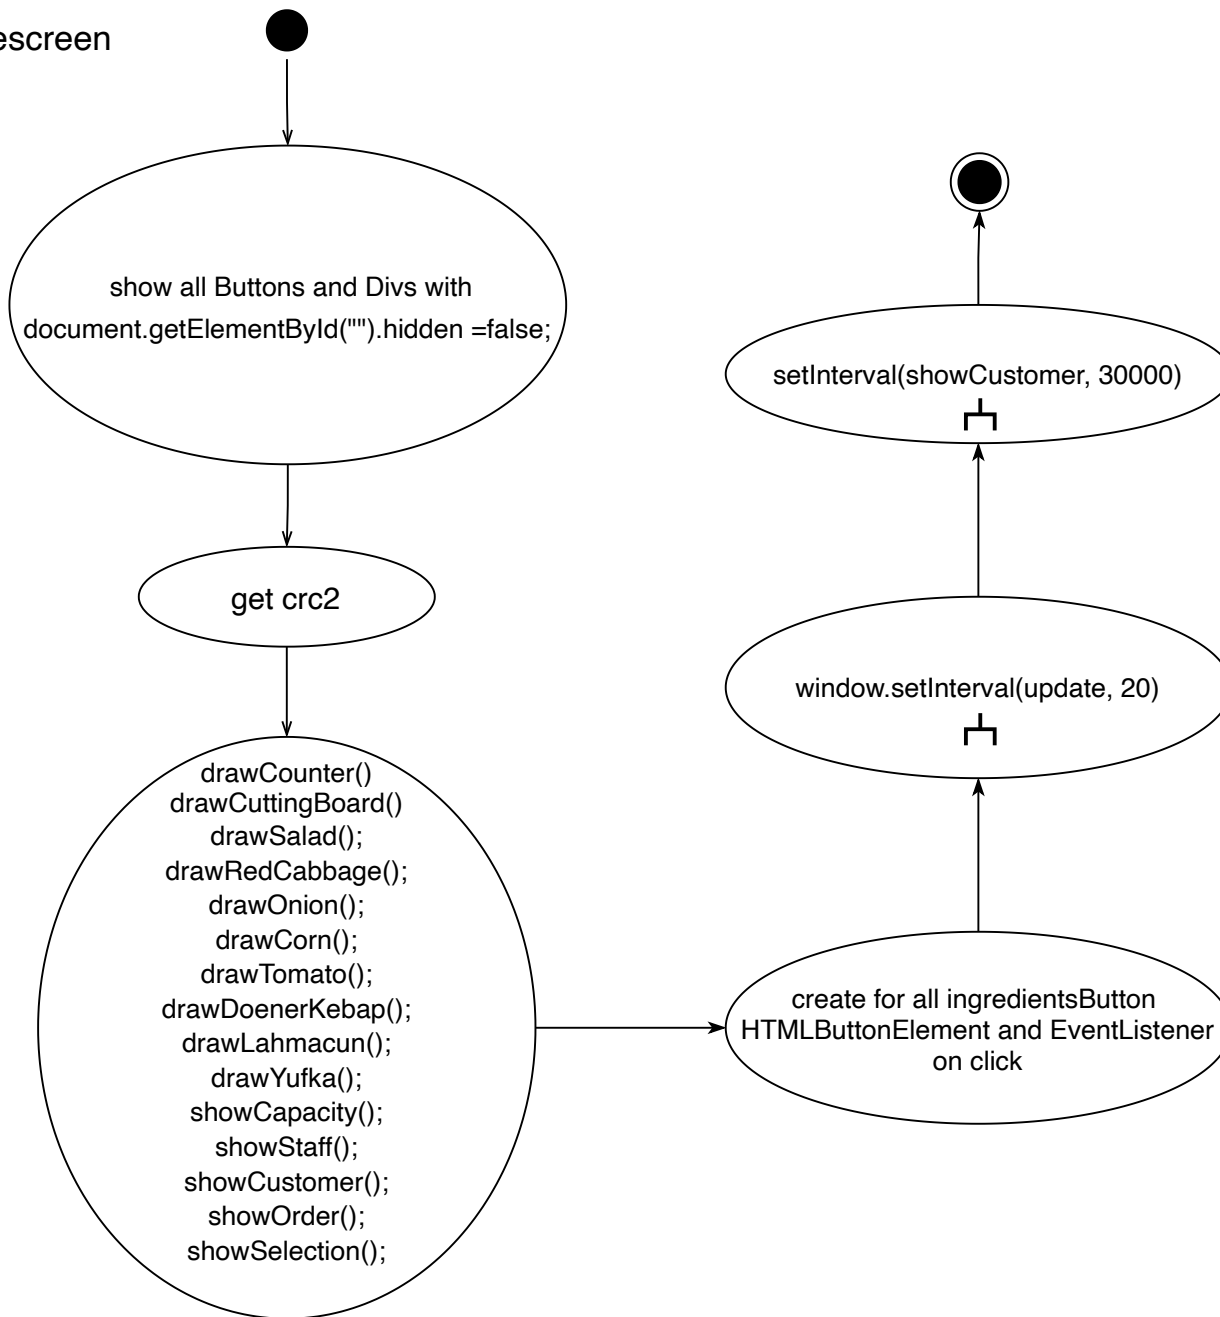 escreen
show all Buttons and Divs with
document.getElementById("").hidden =false;
get crc2
drawCounter()
drawCuttingBoard()
drawSalad();
drawRedCabbage();
drawOnion();
drawCorn();
drawTomato();
drawDoenerKebap();
drawLahmacun();
drawYufka();
showCapacity();
showStaff();
showCustomer();
showOrder();
showSelection();
create for all ingredientsButton
HTMLButtonElement and EventListener
on click
window.setInterval(update, 20)
setInterval(showCustomer, 30000)